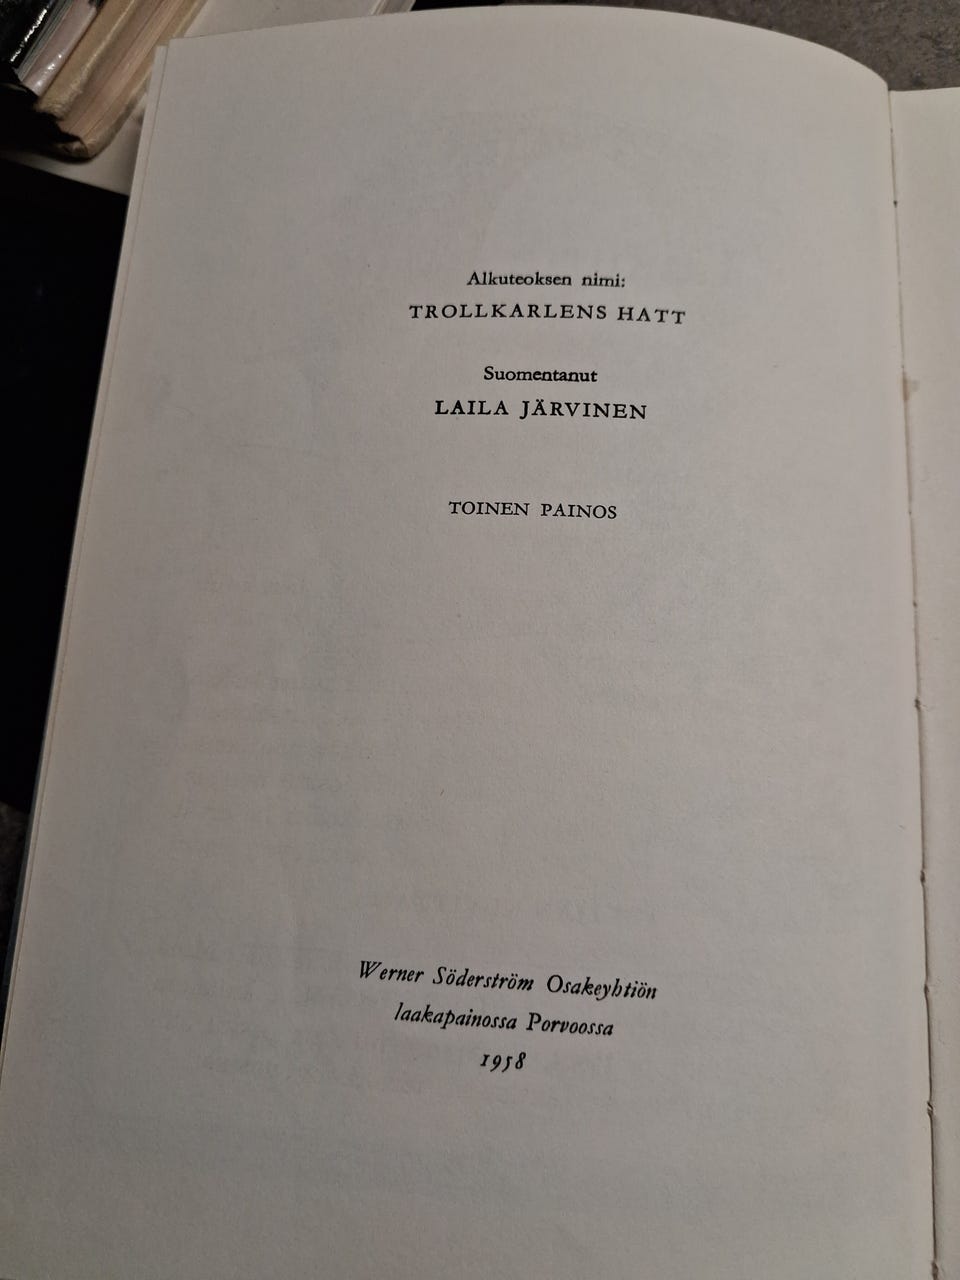 Alkuteoksen nimi:
TROLLKARLENS HATT
Suomentanut
LAILA JÄRVINEN
TOINEN PAINOS
Werner Söderström Osakeyhtiön
laakapainossa Porvoossa
1958